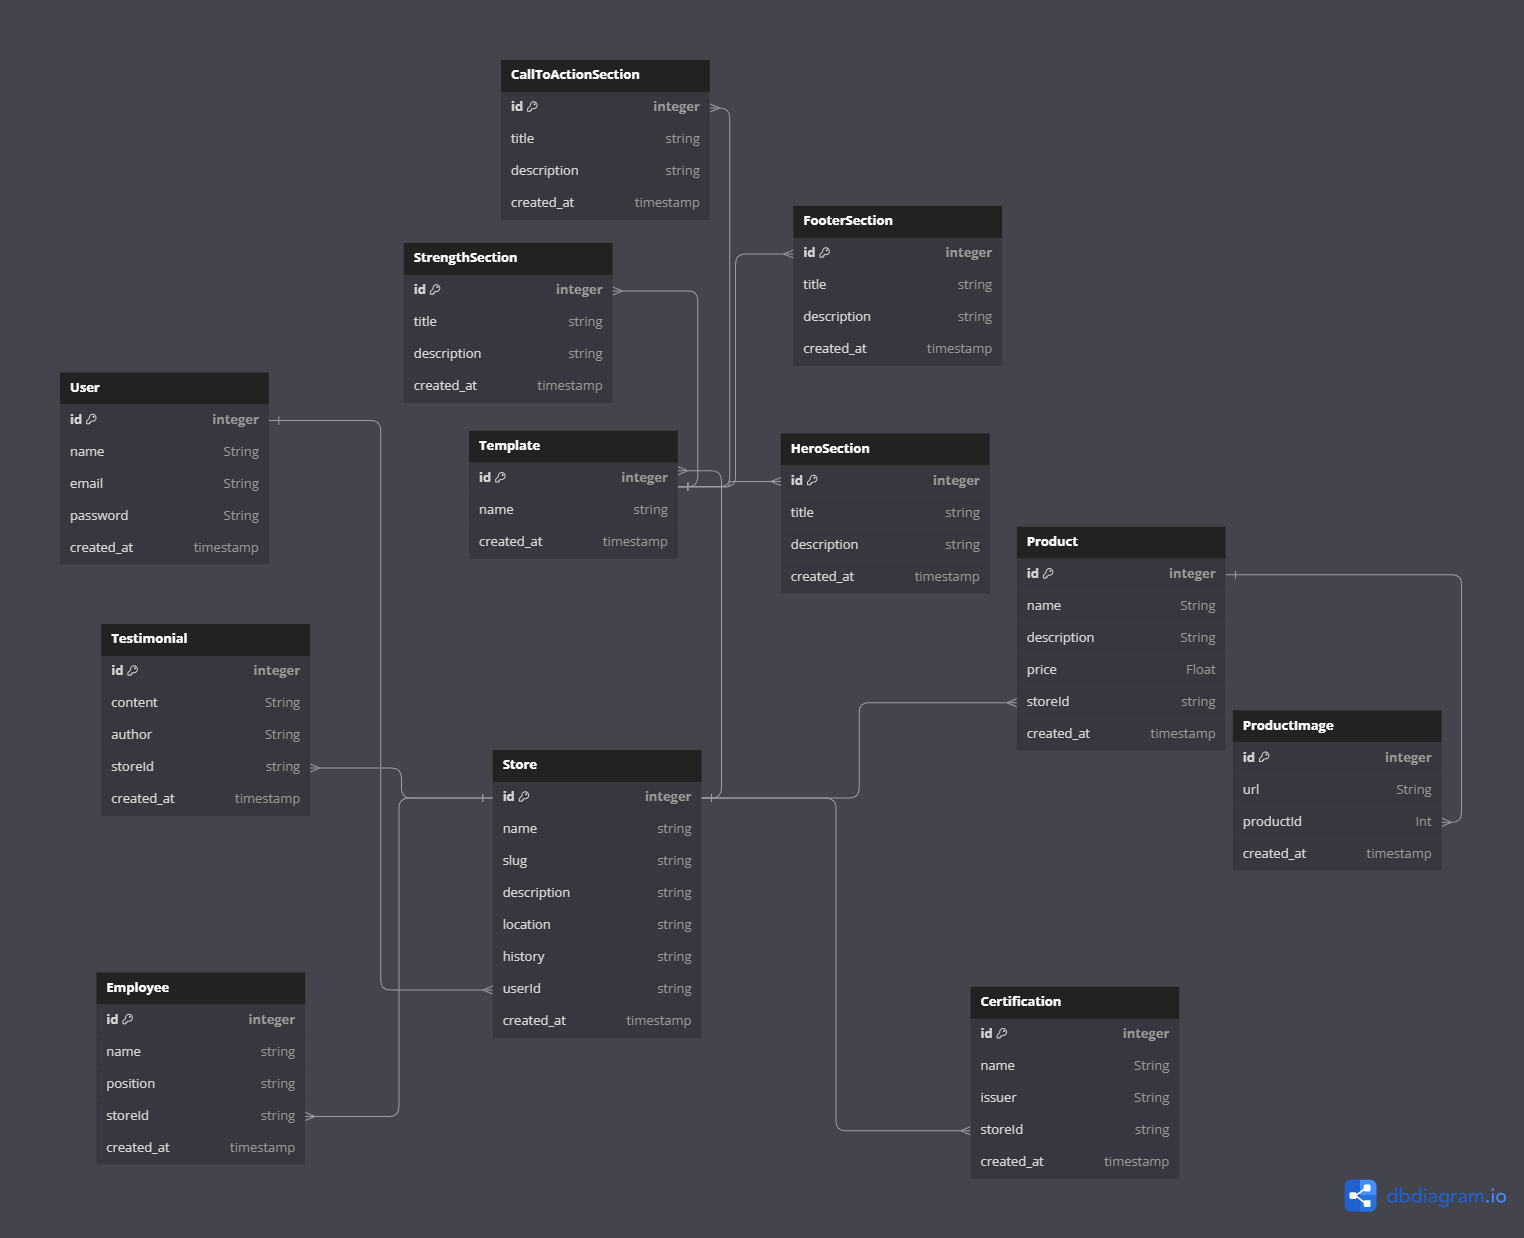 CallToActionSection
id integer
title string
description string
created_at timestamp
FooterSection
id integer
title string
description string
created_at timestamp
StrengthSection
id integer
title string
description string
created_at timestamp
User
id integer
name String
email String
password String
created_at timestamp
Template
id integer
name string
created_at timestamp
HeroSection
id integer
title string
description string
created_at timestamp
Product
id integer
name String
description String
price Float
storeId string
created_at timestamp
Testimonial
id integer
content String
author String
storeId string
created_at timestamp
ProductImage
id integer
url String
productId Int
created_at timestamp
Store
id integer
name string
slug string
description string
location string
history string
userId string
created_at timestamp
Employee
id integer
name string
position string
storeId string
created_at timestamp
Certification
id integer
name String
issuer String
storeId string
created_at timestamp
dbdiagram.io